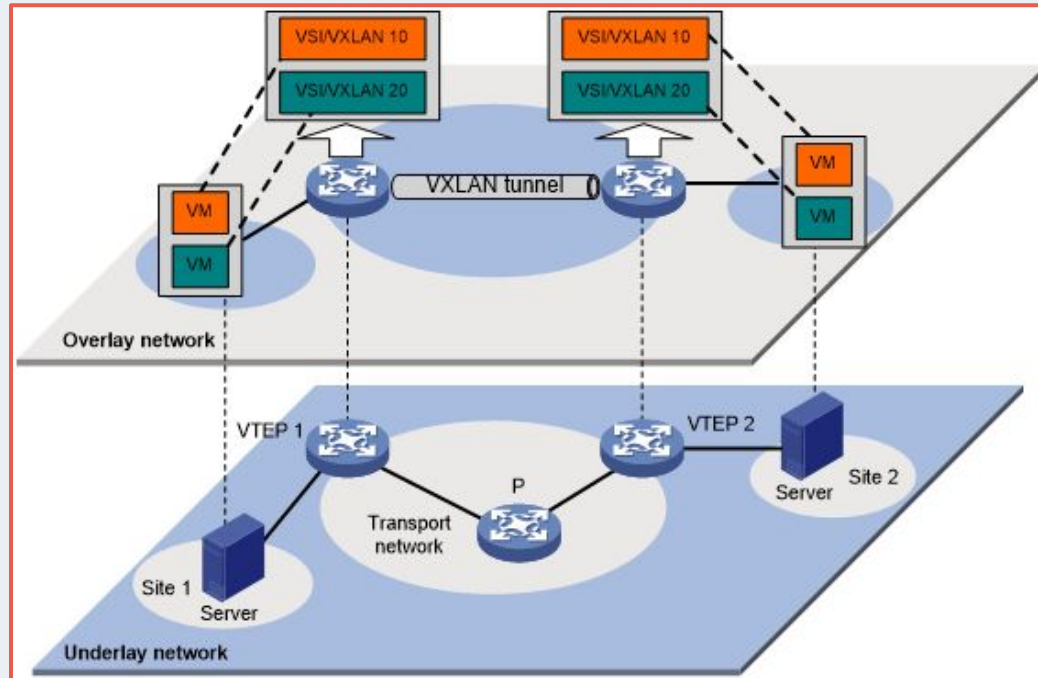 VSI/VXLAN 10
VSI/VXLAN 20
VSI/VXLAN 10
VSI/VXLAN 20
VM
VM
VXLAN tunnel
VM
VM
Overlay network
VTEP 1
VTEP 2
P
Transport
network
Server
Site 2
Site 1
Server
Underlay network